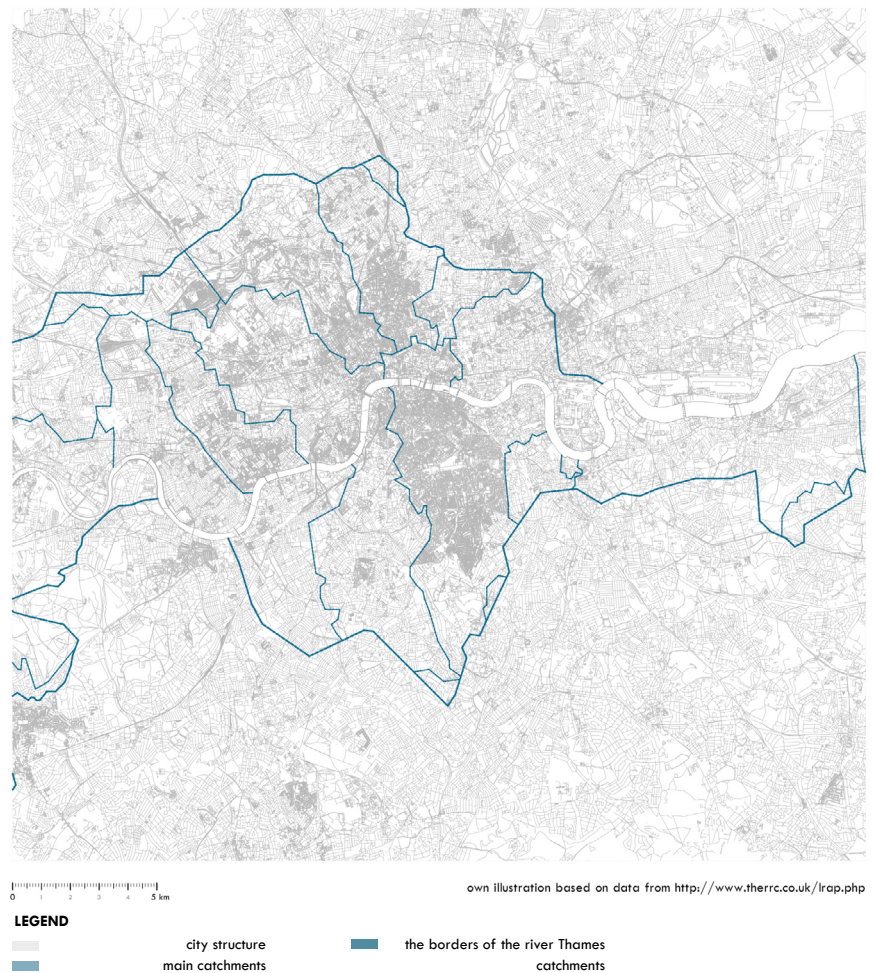 0 1 2 3 4 5 km
own illustration based on data from http://www.therrc.co.uk/lrap.php
LEGEND
city structure
main catchments
the borders of the river Thames
catchments